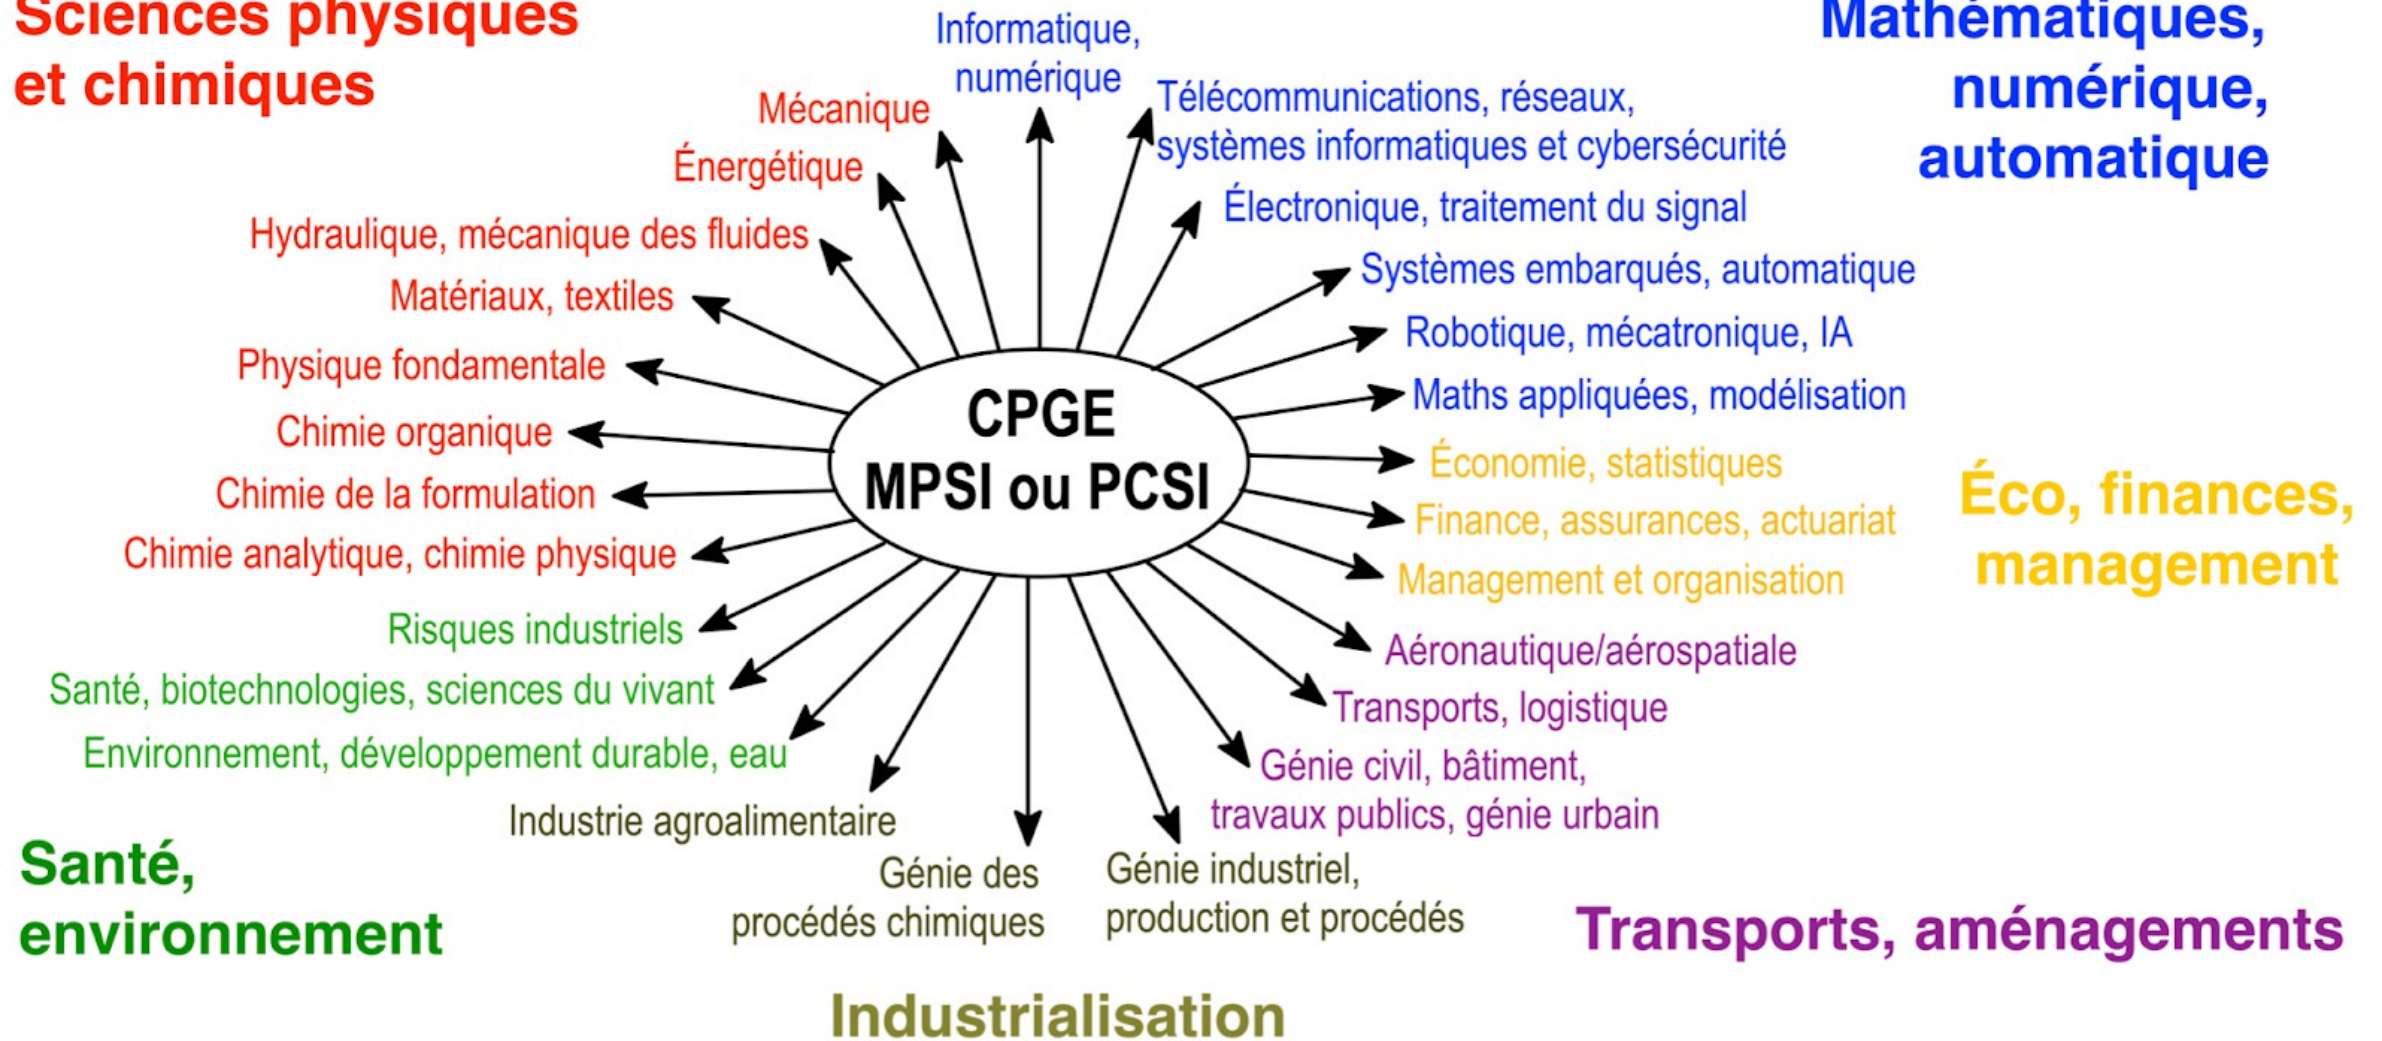 Sciences physiques
et chimiques
Informatique,
numérique
Mathématiques,
numérique,
automatique
Mécanique
Énergétique
Hydraulique, mécanique des fluides
Matériaux, textiles
Physique fondamentale
Chimie organique
Chimie de la formulation
Chimie analytique, chimie physique
Télécommunications, réseaux,
systèmes informatiques et cybersécurité
Électronique, traitement du signal
Systèmes embarqués, automatique
Robotique, mécatronique, IA
Maths appliquées, modélisation
CPGE
MPSI ou PCSI
Économie, statistiques
Finance, assurances, actuariat
Management et organisation
Éco, finances,
management
Risques industriels
Santé, biotechnologies, sciences du vivant
Environnement, développement durable, eau
Santé,
environnement
Aéronautique/aérospatiale
Transports, logistique
Génie civil, bâtiment,
travaux publics, génie urbain
Transports, aménagements
Industrie agroalimentaire
Génie des
procédés chimiques
Génie industriel,
production et procédés
Industrialisation